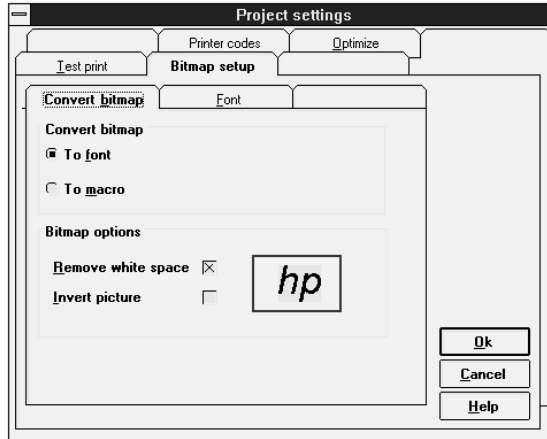 Project settings
Printer codes Optimize
Test print Bitmap setup
Convert bitmap Font
Convert bitmap
To font
To macro
Bitmap options
Remove white space
Invert picture
hp
Ok
Cancel
Help